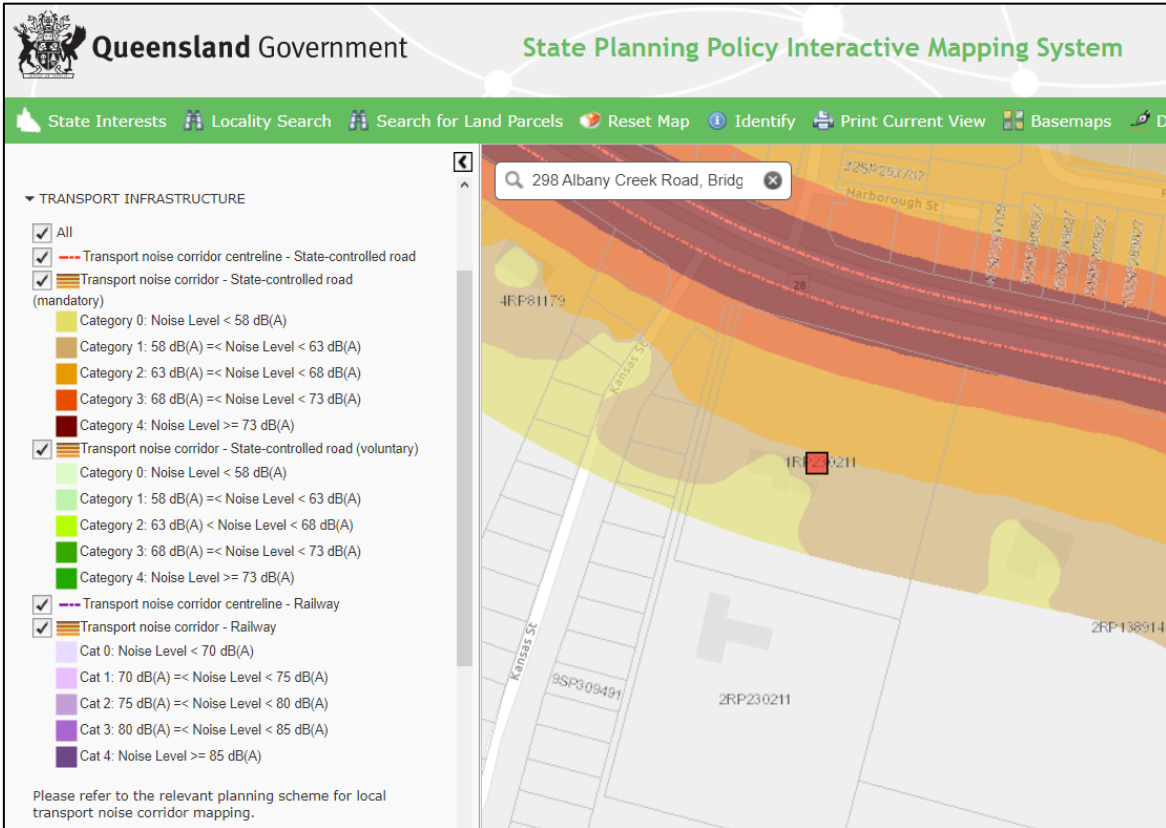 Queensland Government
State Planning Policy Interactive Mapping System
State Interests
Locality Search
Search for Land Parcels
Reset Map
Identify
Print Current View
Basemaps
D
TRANSPORT INFRASTRUCTURE
All
Transport noise corridor centreline - State-controlled road
Transport noise corridor - State-controlled road
(mandatory)
Category 0: Noise Level < 58 dB(A)
Category 1: 58 dB(A) =< Noise Level < 63 dB(A)
Category 2: 63 dB(A) =< Noise Level < 68 dB(A)
Category 3: 68 dB(A) =< Noise Level < 73 dB(A)
Category 4: Noise Level >= 73 dB(A)
Transport noise corridor - State-controlled road (voluntary)
Category 0: Noise Level < 58 dB(A)
Category 1: 58 dB(A) =< Noise Level < 63 dB(A)
Category 2: 63 dB(A) < Noise Level < 68 dB(A)
Category 3: 68 dB(A) =< Noise Level < 73 dB(A)
Category 4: Noise Level >= 73 dB(A)
Transport noise corridor centreline - Railway
Transport noise corridor - Railway
Cat 0: Noise Level < 70 dB(A)
Cat 1: 70 dB(A) =< Noise Level < 75 dB(A)
Cat 2: 75 dB(A) =< Noise Level < 80 dB(A)
Cat 3: 80 dB(A) =< Noise Level < 85 dB(A)
Cat 4: Noise Level >= 85 dB(A)
Please refer to the relevant planning scheme for local
transport noise corridor mapping.
298 Albany Creek Road, Bridg
Harborough St
28
4RP81179
Kansas St
1RP230211
2RP138914
Kansas St
9SP309491
2RP230211